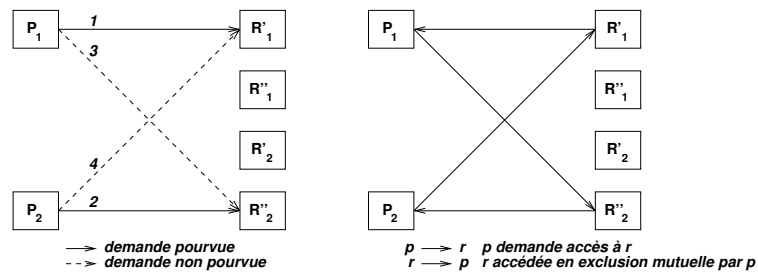 1
P1
R'1
3
R''1
R'2
4
P2
2
R''2
demande pourvue
demande non pourvue
P1
R'1
R''1
R'2
P2
R''2
p → r p demande accès à r
r → p r accédée en exclusion mutuelle par p